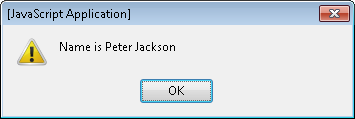 [JavaScript Application]
Name is Peter Jackson
OK